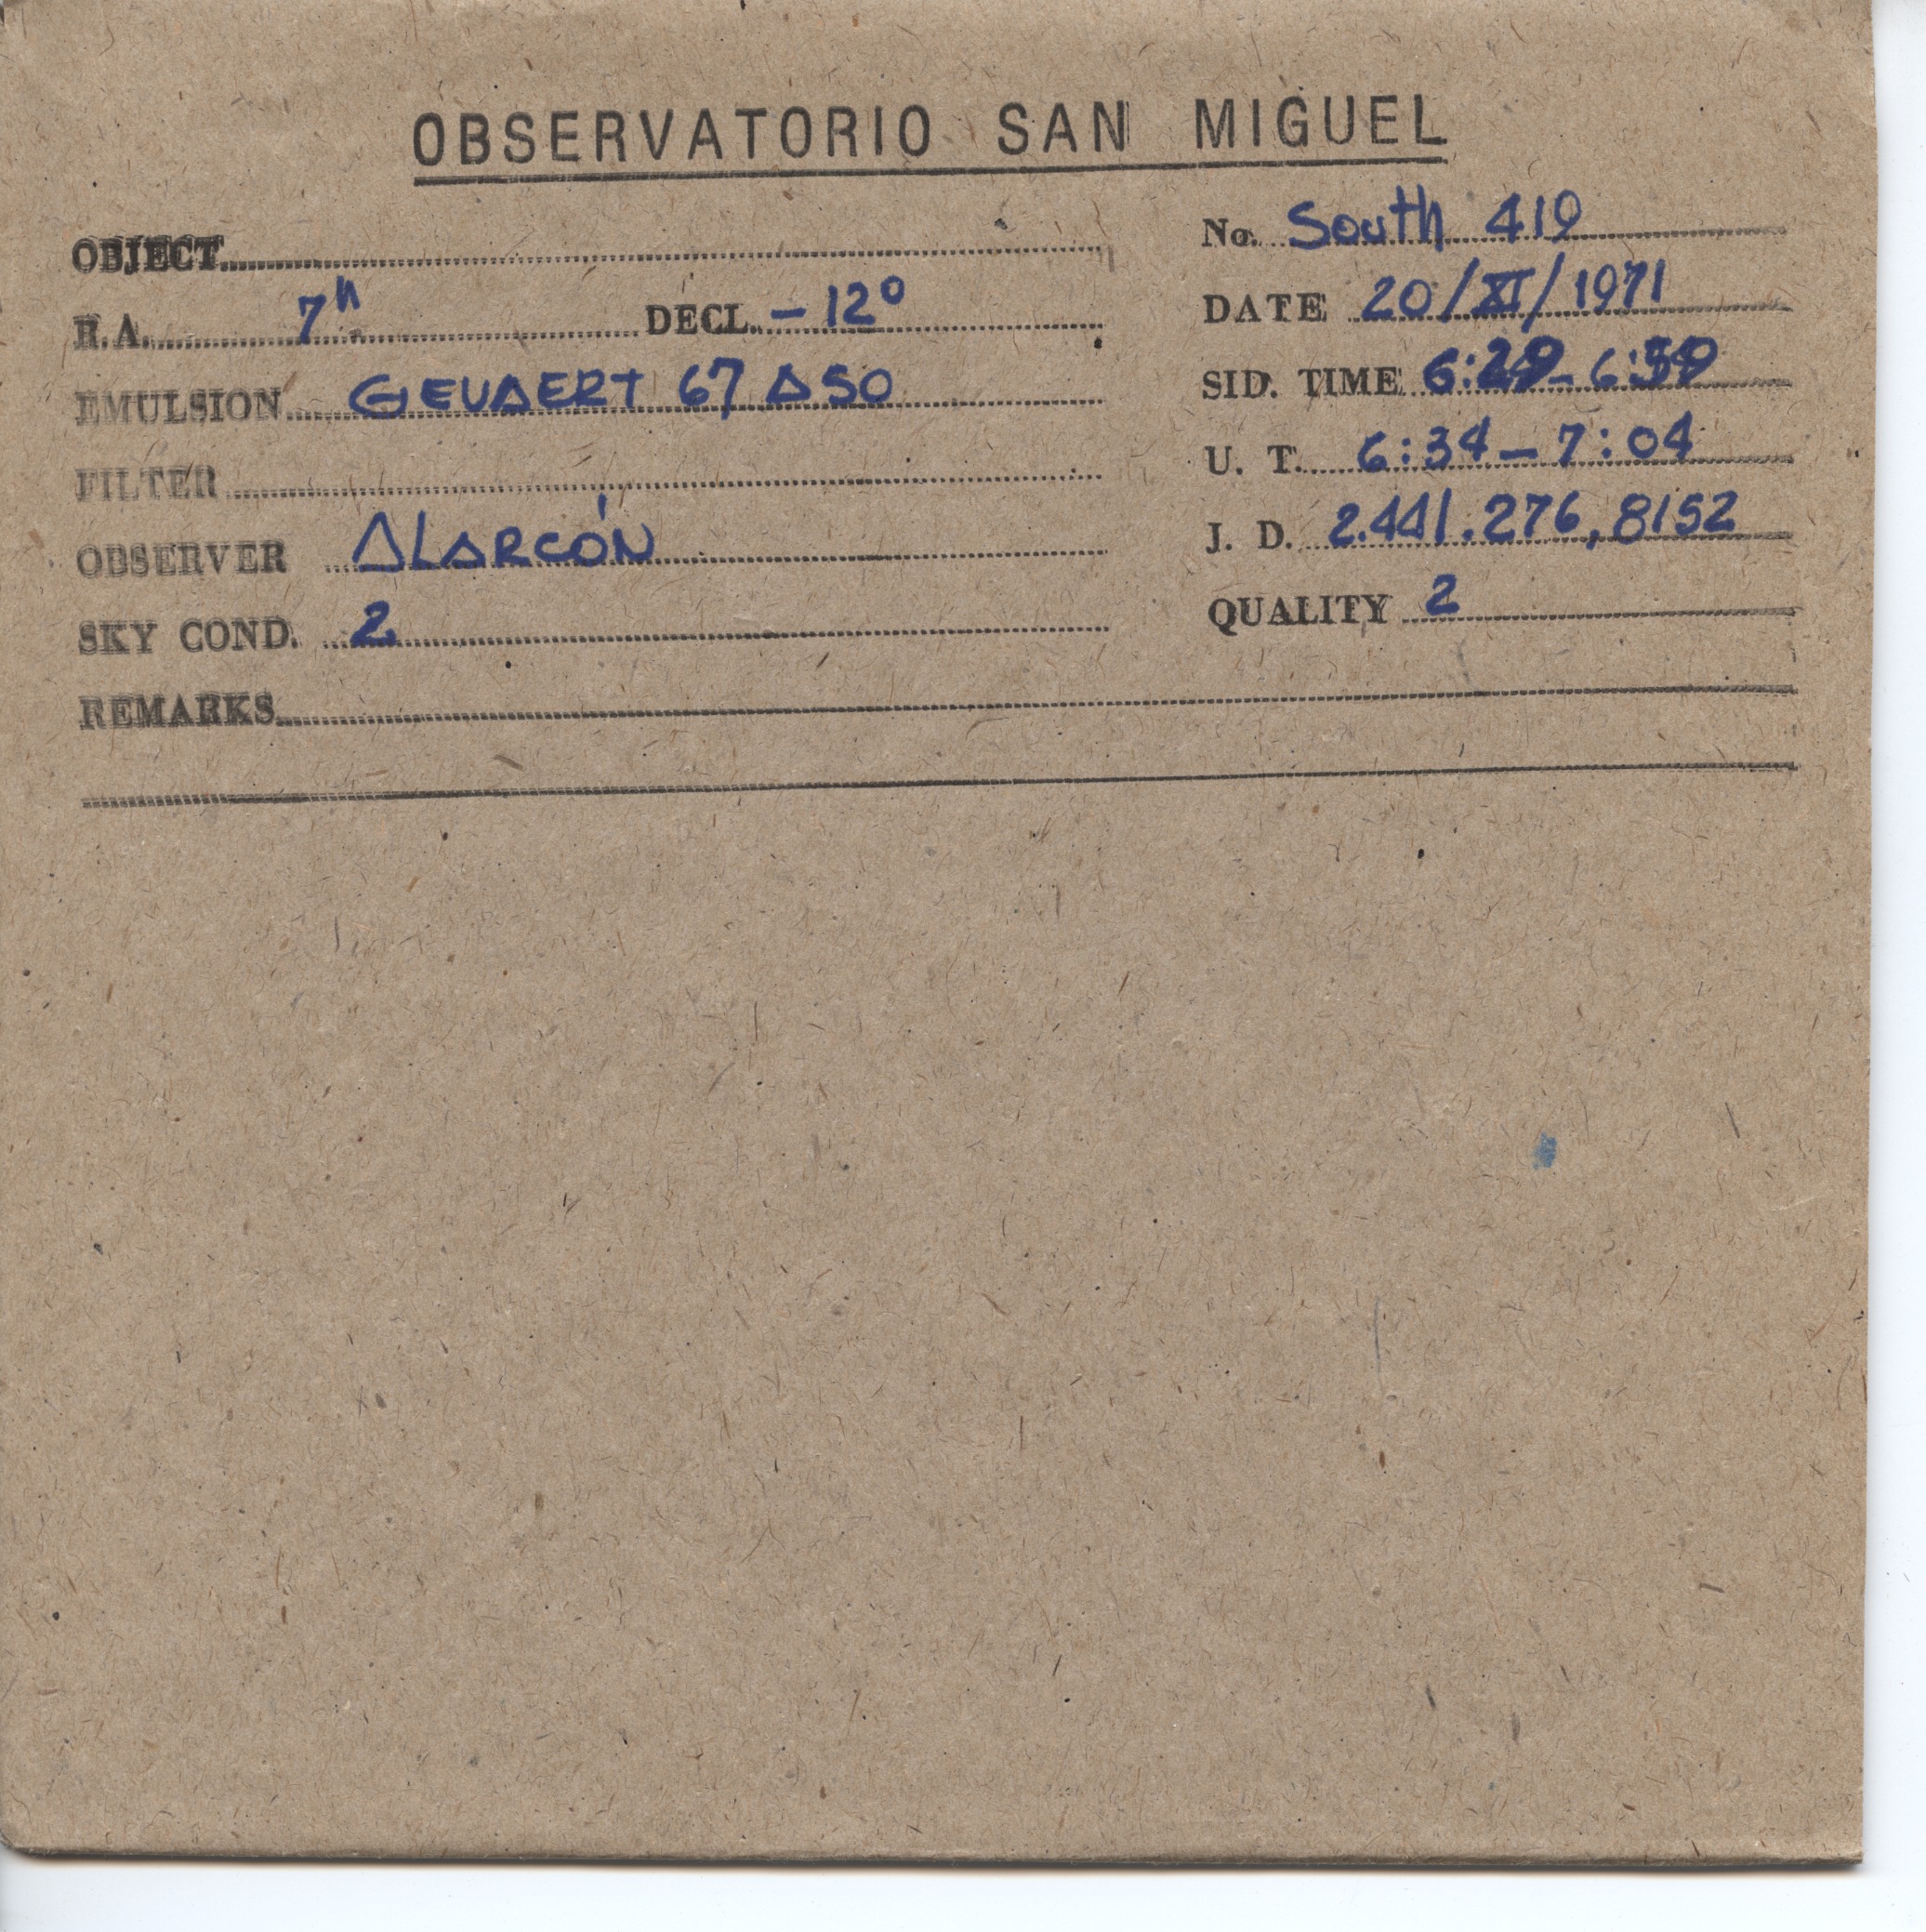 OBSERVATORIO SAN MIGUEL
OBJECT
No. South 419
R.A. 7h DECL. -12°
DATE 20/XI/1971
EMULSION GEVAERT 67 A50
SID. TIME 6:29-6:59
FILTER
U. T. 6:34-7:04
OBSERVER ALARCÓN
J. D. 2.441.276,8152
SKY COND. 2
QUALITY 2
REMARKS